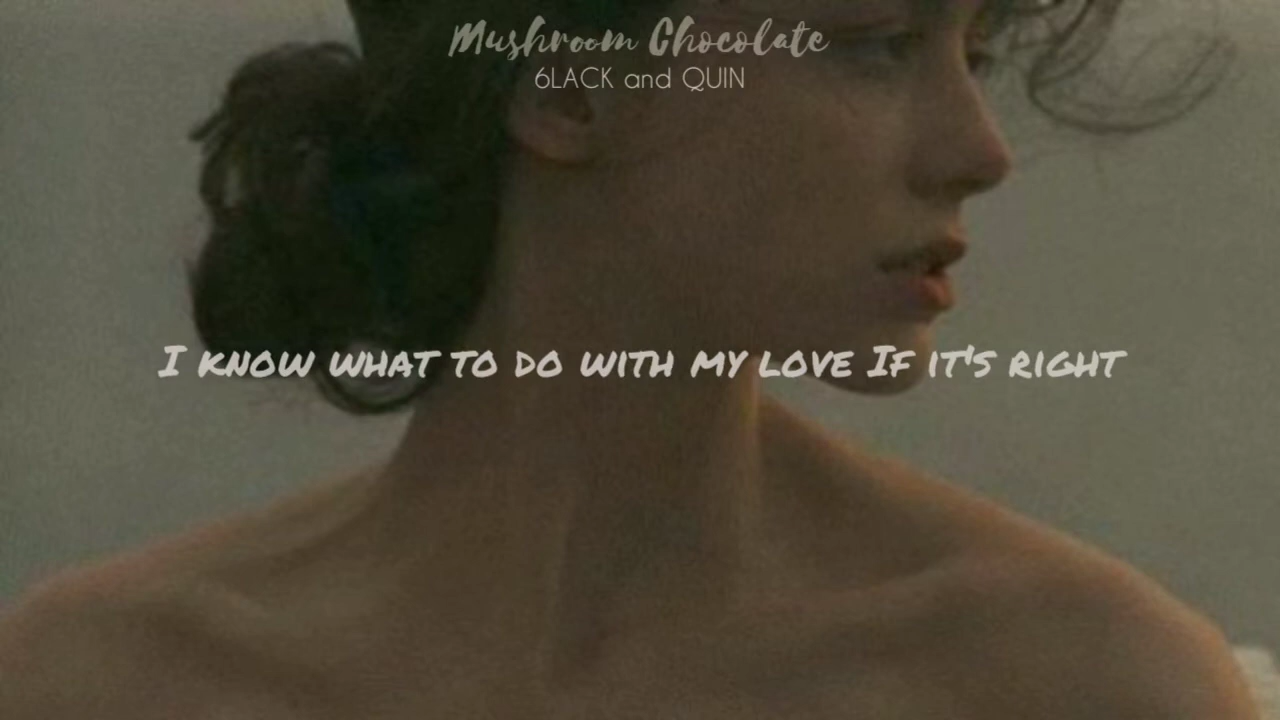 Mushroom Chocolate
6LACK and QUIN
I KNOW WHAT TO DO WITH MY LOVE IF IT'S RIGHT